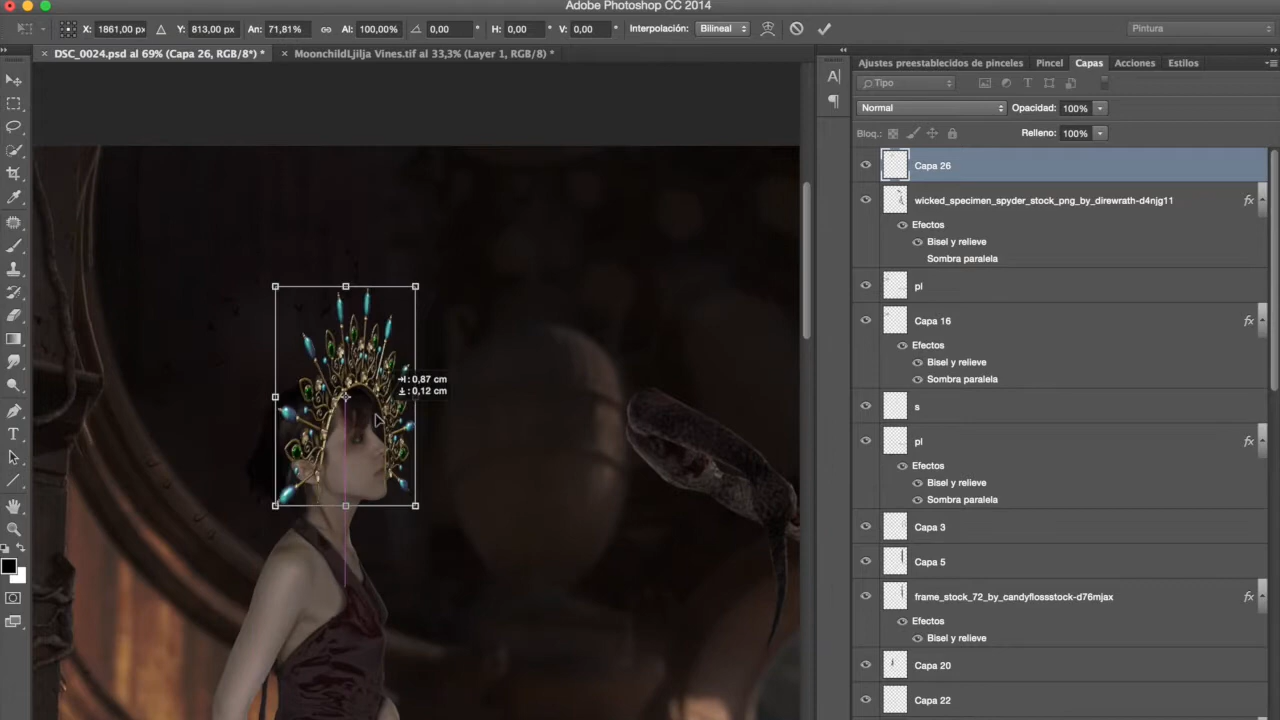 Adobe Photoshop CC 2014
X: 1861,00 px Y: 813,00 px An: 71,81% Al: 100,00% 0,00 ° H: 0,00 ° V: 0,00 ° Interpolación: Bilineal Pintura
DSC_0024.psd al 69% (Capa 26, RGB/8*) * MoonchildLjilja Vines.tif al 33,3% (Layer 1, RGB/8) *
Ajustes preestablecidos de pinceles Pincel Capas Acciones Estilos
Tipo
Normal Opacidad: 100%
Bloq.: Relleno: 100%
Capa 26
wicked_specimen_spyder_stock_png_by_direwrath-d4njg11 fx
Efectos
Bisel y relieve
Sombra paralela
pl
Capa 16 fx
Efectos
Bisel y relieve
Sombra paralela
s
pl fx
Efectos
Bisel y relieve
Sombra paralela
Capa 3
Capa 5
frame_stock_72_by_candyflossstock-d76mjax fx
Efectos
Bisel y relieve
Capa 20
Capa 22
: 0,87 cm
: 0,12 cm